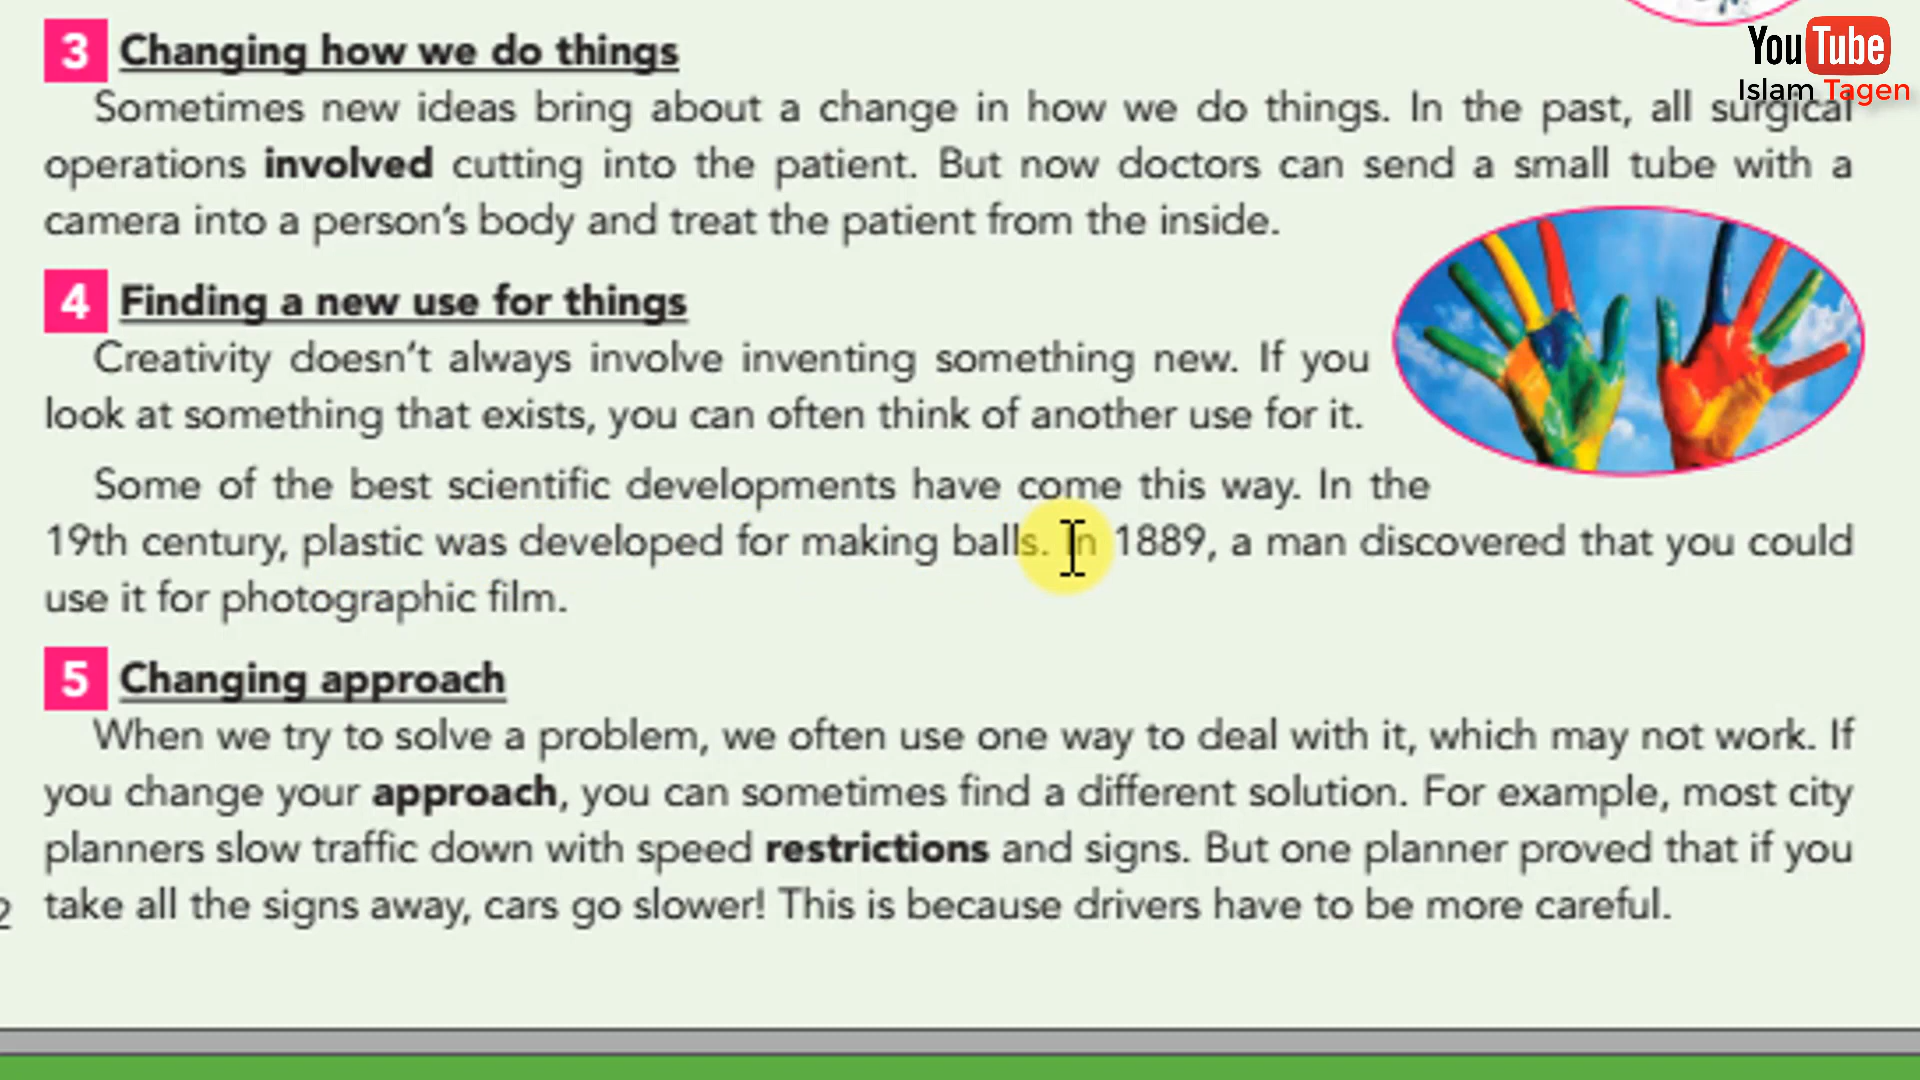 YouTube
Islam Tagen
3 Changing how we do things
Sometimes new ideas bring about a change in how we do things. In the past, all surgical
operations involved cutting into the patient. But now doctors can send a small tube with a
camera into a person's body and treat the patient from the inside.
4 Finding a new use for things
Creativity doesn't always involve inventing something new. If you
look at something that exists, you can often think of another use for it.
Some of the best scientific developments have come this way. In the
19th century, plastic was developed for making balls. In 1889, a man discovered that you could
use it for photographic film.
5 Changing approach
When we try to solve a problem, we often use one way to deal with it, which may not work. If
you change your approach, you can sometimes find a different solution. For example, most city
planners slow traffic down with speed restrictions and signs. But one planner proved that if you
2 take all the signs away, cars go slower! This is because drivers have to be more careful.